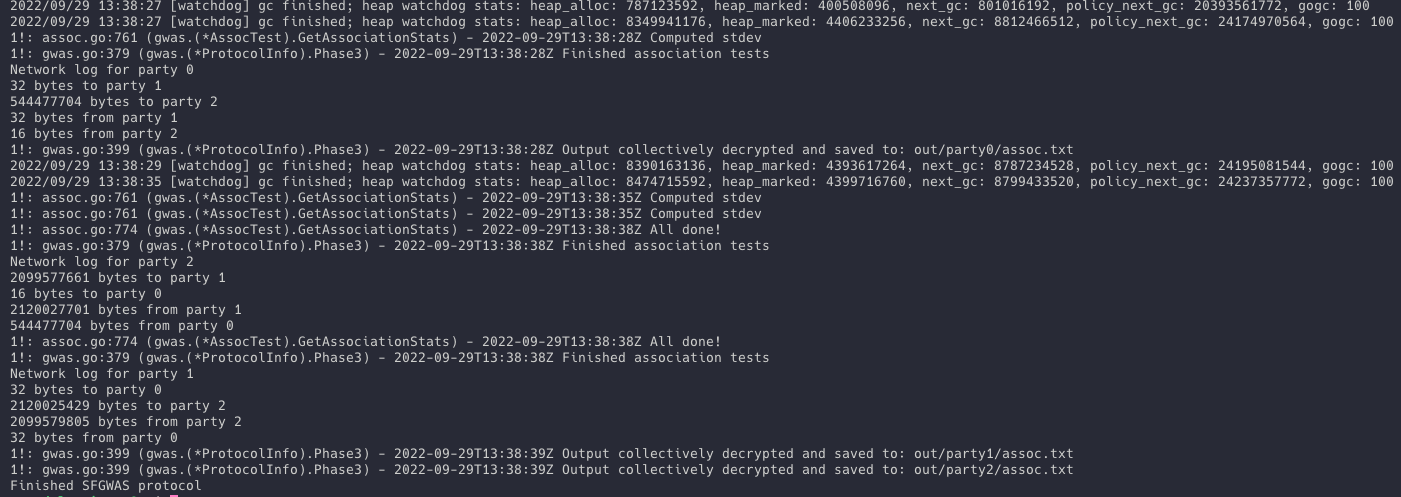 2022/09/29 13:38:27 [watchdog] gc finished; heap watchdog stats: heap_alloc: 787123592, heap_marked: 400508096, next_gc: 801016192, policy_next_gc: 20393561772, gogc: 100
2022/09/29 13:38:27 [watchdog] gc finished; heap watchdog stats: heap_alloc: 8349941176, heap_marked: 4406233256, next_gc: 8812466512, policy_next_gc: 24174970564, gogc: 100
1!: assoc.go:761 (gwas.(*AssocTest).GetAssociationStats) - 2022-09-29T13:38:28Z Computed stdev
1!: gwas.go:379 (gwas.(*ProtocolInfo).Phase3) - 2022-09-29T13:38:28Z Finished association tests
Network log for party 0
32 bytes to party 1
544477704 bytes to party 2
32 bytes from party 1
16 bytes from party 2
1!: gwas.go:399 (gwas.(*ProtocolInfo).Phase3) - 2022-09-29T13:38:28Z Output collectively decrypted and saved to: out/party0/assoc.txt
2022/09/29 13:38:29 [watchdog] gc finished; heap watchdog stats: heap_alloc: 8390163136, heap_marked: 4393617264, next_gc: 8787234528, policy_next_gc: 24195081544, gogc: 100
2022/09/29 13:38:35 [watchdog] gc finished; heap watchdog stats: heap_alloc: 8474715592, heap_marked: 4399716760, next_gc: 8799433520, policy_next_gc: 24237357772, gogc: 100
1!: assoc.go:761 (gwas.(*AssocTest).GetAssociationStats) - 2022-09-29T13:38:35Z Computed stdev
1!: assoc.go:761 (gwas.(*AssocTest).GetAssociationStats) - 2022-09-29T13:38:35Z Computed stdev
1!: assoc.go:774 (gwas.(*AssocTest).GetAssociationStats) - 2022-09-29T13:38:38Z All done!
1!: gwas.go:379 (gwas.(*ProtocolInfo).Phase3) - 2022-09-29T13:38:38Z Finished association tests
Network log for party 2
2099577661 bytes to party 1
16 bytes to party 0
2120027701 bytes from party 1
544477704 bytes from party 0
1!: assoc.go:774 (gwas.(*AssocTest).GetAssociationStats) - 2022-09-29T13:38:38Z All done!
1!: gwas.go:379 (gwas.(*ProtocolInfo).Phase3) - 2022-09-29T13:38:38Z Finished association tests
Network log for party 1
32 bytes to party 0
2120025429 bytes to party 2
2099579805 bytes from party 2
32 bytes from party 0
1!: gwas.go:399 (gwas.(*ProtocolInfo).Phase3) - 2022-09-29T13:38:39Z Output collectively decrypted and saved to: out/party1/assoc.txt
1!: gwas.go:399 (gwas.(*ProtocolInfo).Phase3) - 2022-09-29T13:38:39Z Output collectively decrypted and saved to: out/party2/assoc.txt
Finished SFGWAS protocol